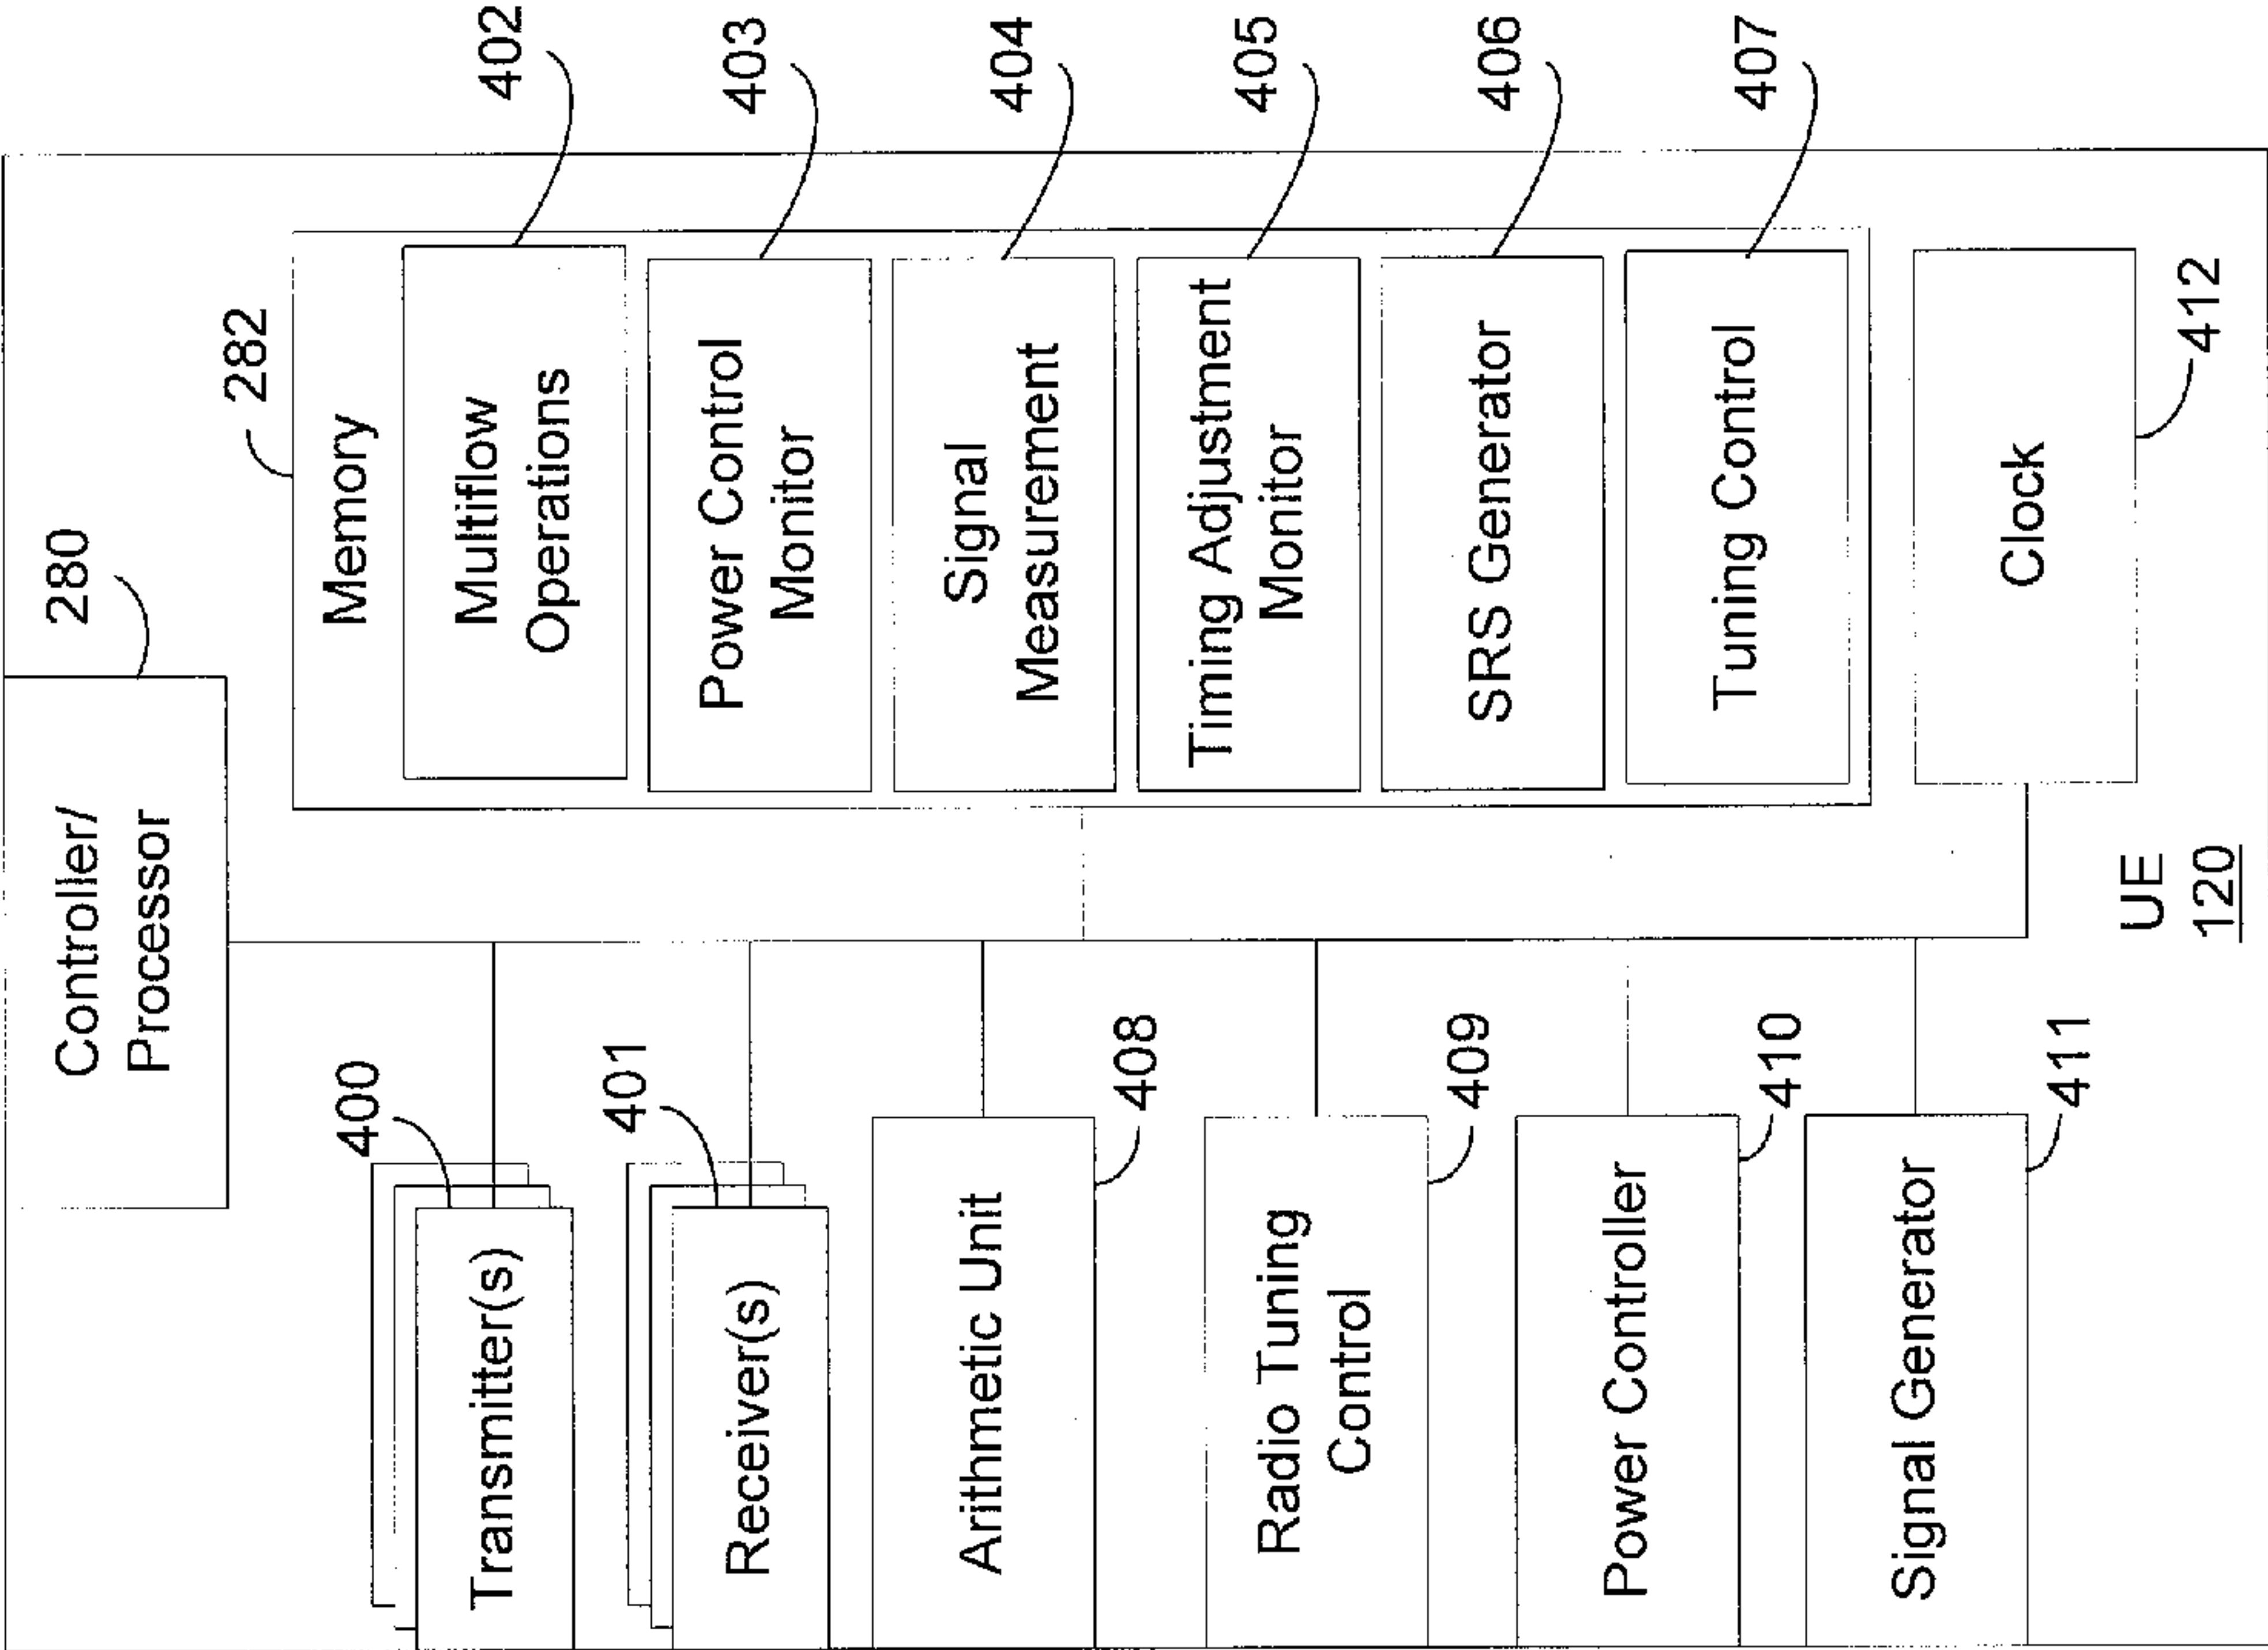 Controller/
Processor
280
Transmitter(s)
400
Receiver(s)
401
Arithmetic Unit
408
Radio Tuning
Control
409
Power Controller
410
Signal Generator
411
Memory
282
Multiflow
Operations
402
Power Control
Monitor
403
Signal
Measurement
404
Timing Adjustment
Monitor
405
SRS Generator
406
Tuning Control
407
Clock
412
UE
120